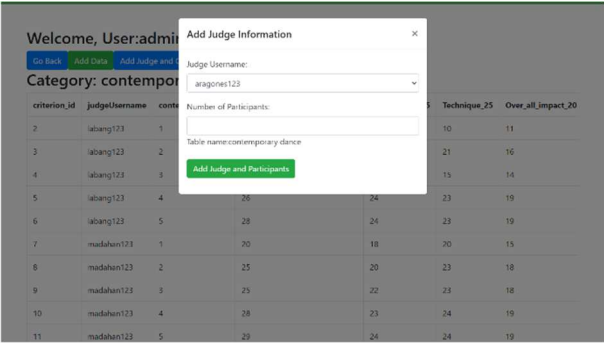 Welcome, User:admin
Go Back Add Data Add Judge and
Category: contempor
Add Judge Information ×
Judge Username:
aragones123
Number of Participants:
Table name:contemporary dance
Add Judge and Participants
criterion_id judgeUsername conte Technique_25 Over_all_impact_20
2 labang123 1 10 11
3 labang123 2 21 16
4 labang123 3 15 14
5 labang123 4 26 24 23 19
6 labang123 5 28 24 23 19
7 madahan123 1 20 18 20 15
8 madahan123 2 25 20 23 18
9 madahan123 3 25 22 23 18
10 madahan123 4 28 23 24 19
11 madahan123 5 29 24 24 19